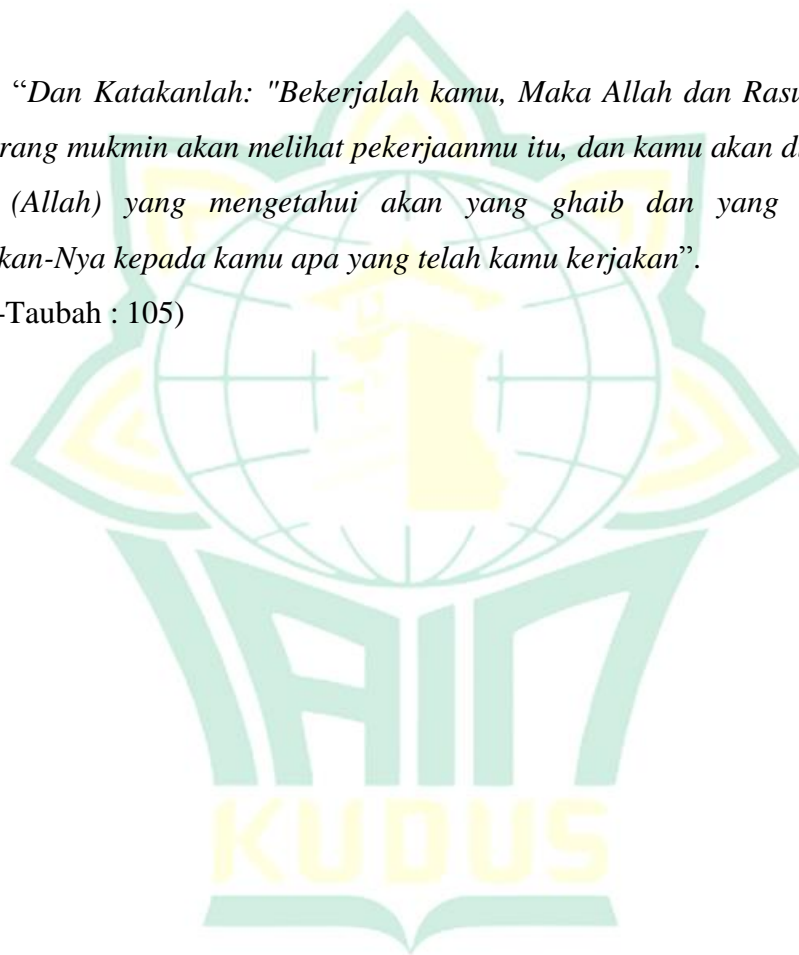 “Dan Katakanlah: "Bekerjalah kamu, Maka Allah dan Rasu
rang mukmin akan melihat pekerjaanmu itu, dan kamu akan d
(Allah) yang mengetahui akan yang ghaib dan yang
kan-Nya kepada kamu apa yang telah kamu kerjakan”.
-Taubah : 105)
IAIN
KUDUS